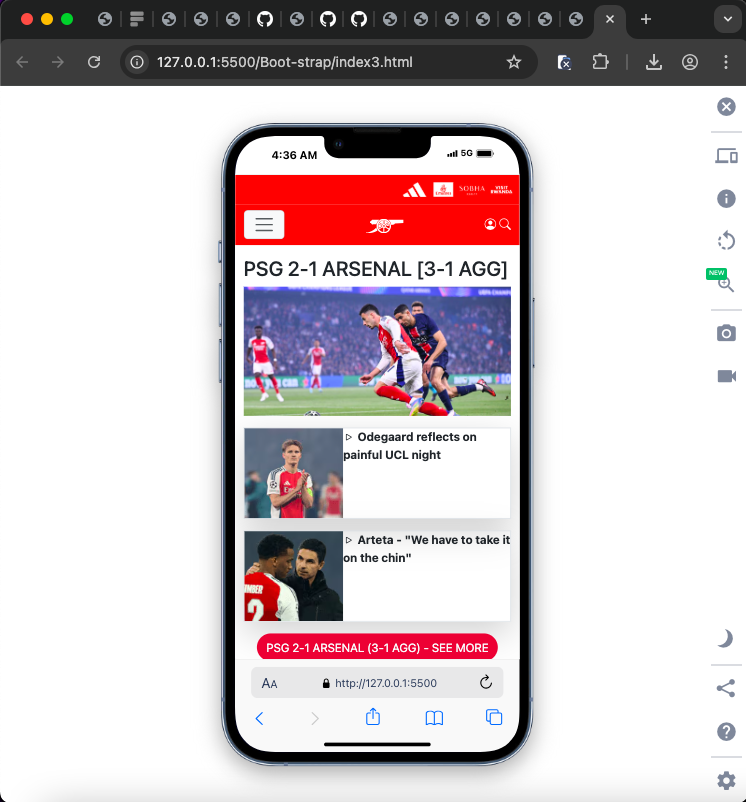 127.0.0.1:5500/Boot-strap/index3.html
NEW
4:36 AM
5G
Emirates
SOBHA
VISIT
RWANDA
PSG 2-1 ARSENAL [3-1 AGG]
Odegaard reflects on
painful UCL night
Arteta - "We have to take it
on the chin"
PSG 2-1 ARSENAL (3-1 AGG) - SEE MORE
AA
http://127.0.0.1:5500